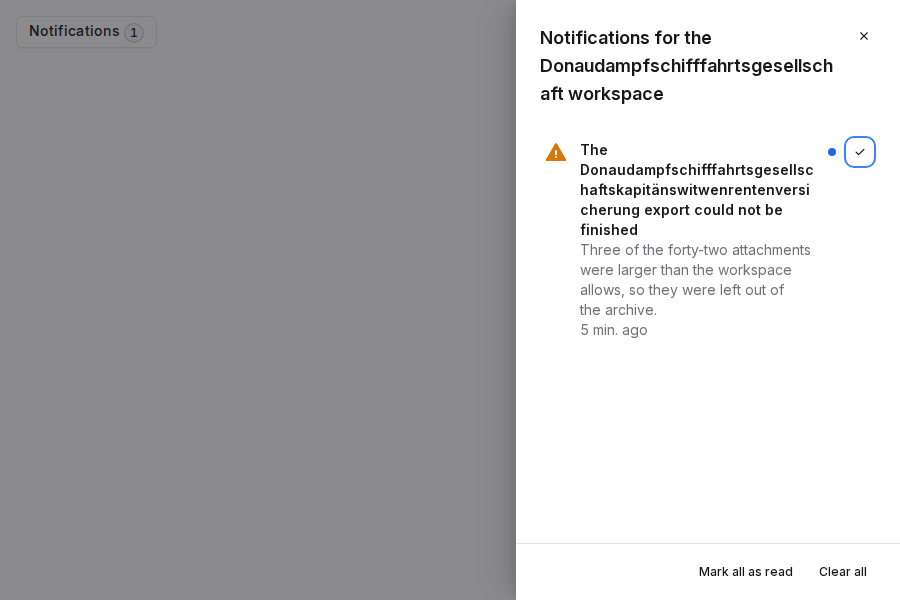 Notifications 1
Notifications for the
Donaudampfschifffahrtsgesellsch
aft workspace
The
Donaudampfschifffahrtsgesellsc
haftskapitänswitwenrentenversi
cherung export could not be
finished
Three of the forty-two attachments
were larger than the workspace
allows, so they were left out of
the archive.
5 min. ago
Mark all as read
Clear all